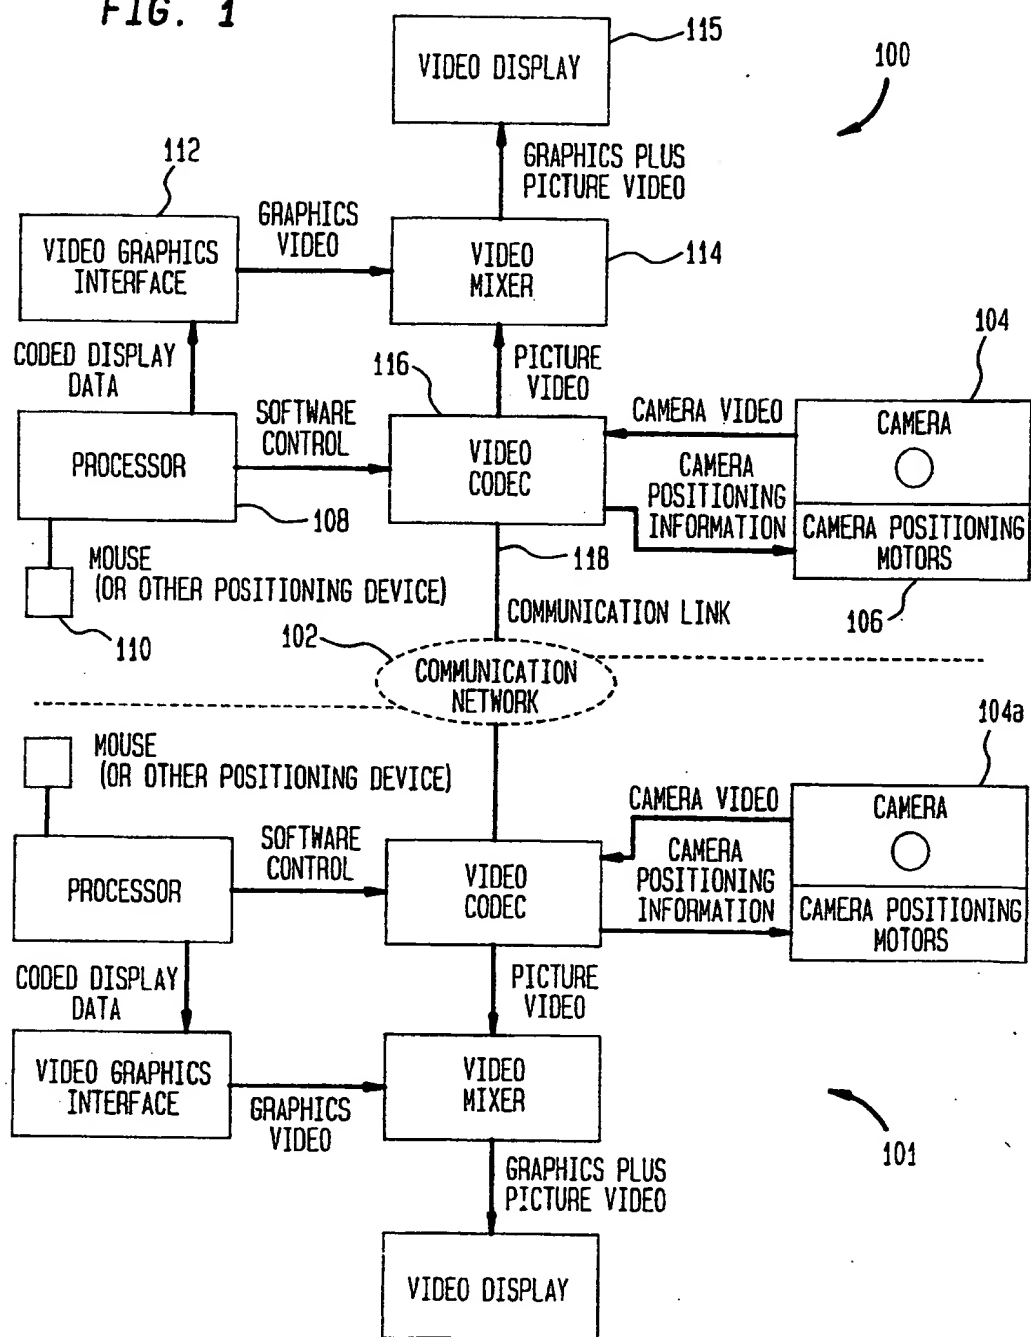 FIG. 1
VIDEO DISPLAY
115
100
GRAPHICS PLUS
PICTURE VIDEO
112
VIDEO GRAPHICS
INTERFACE
GRAPHICS
VIDEO
VIDEO
MIXER
114
CODED DISPLAY
DATA
PICTURE
VIDEO
116
104
PROCESSOR
108
SOFTWARE
CONTROL
VIDEO
CODEC
CAMERA VIDEO
CAMERA
POSITIONING
INFORMATION
CAMERA
CAMERA POSITIONING
MOTORS
106
MOUSE
(OR OTHER POSITIONING DEVICE)
110
118
COMMUNICATION LINK
102
COMMUNICATION
NETWORK
104a
MOUSE
(OR OTHER POSITIONING DEVICE)
PROCESSOR
SOFTWARE
CONTROL
VIDEO
CODEC
CAMERA VIDEO
CAMERA
POSITIONING
INFORMATION
CAMERA
CAMERA POSITIONING
MOTORS
CODED DISPLAY
DATA
PICTURE
VIDEO
VIDEO GRAPHICS
INTERFACE
GRAPHICS
VIDEO
VIDEO
MIXER
101
GRAPHICS PLUS
PICTURE VIDEO
VIDEO DISPLAY